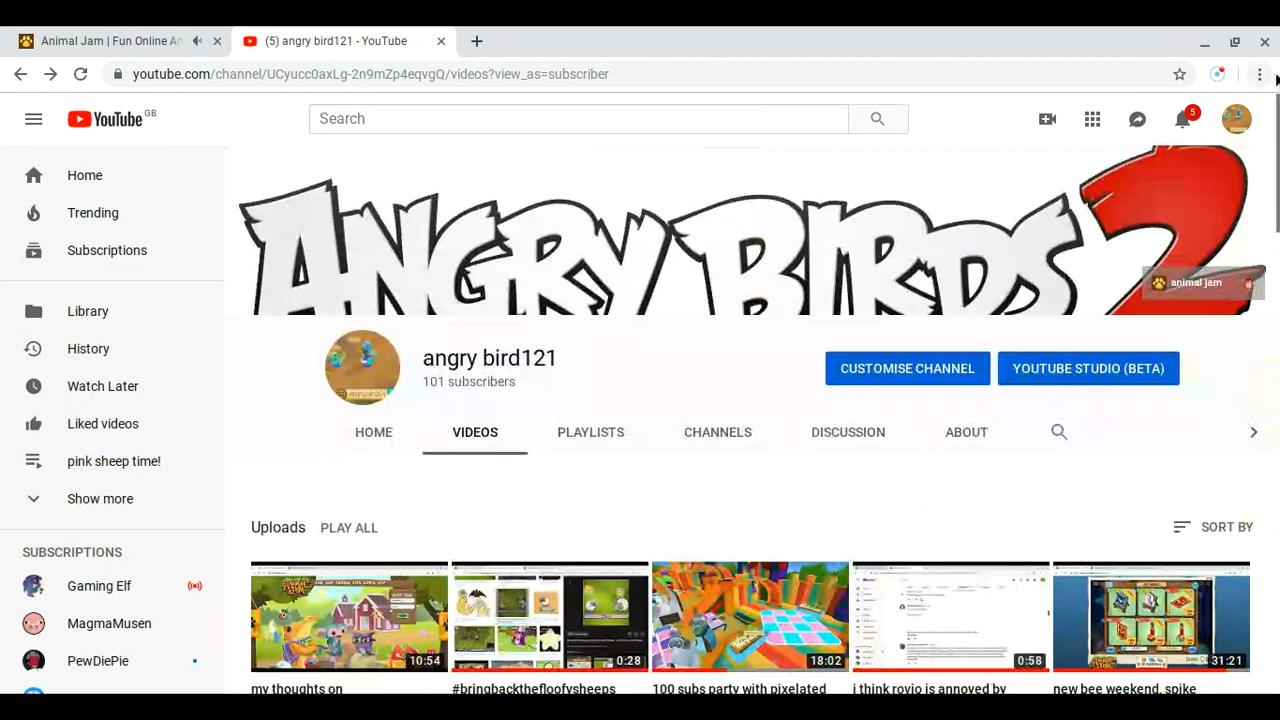 Animal Jam | Fun Online An
(5) angry bird121 - YouTube
youtube.com/channel/UCyucc0axLg-2n9mZp4eqvgQ/videos?view_as=subscriber
YouTube GB
Search
5
Home
Trending
Subscriptions
Library
History
Watch Later
Liked videos
pink sheep time!
Show more
SUBSCRIPTIONS
Gaming Elf
MagmaMusen
PewDiePie
ANGRY BIRDS 2
animal jam
angry bird121
101 subscribers
CUSTOMISE CHANNEL
YOUTUBE STUDIO (BETA)
HOME VIDEOS PLAYLISTS CHANNELS DISCUSSION ABOUT
Uploads PLAY ALL SORT BY
10:54 0:28 18:02 0:58 31:21
my thoughts on
#bringbackthefloofysheeps
100 subs party with pixelated
i think rovio is annoyed by
new bee weekend, spike